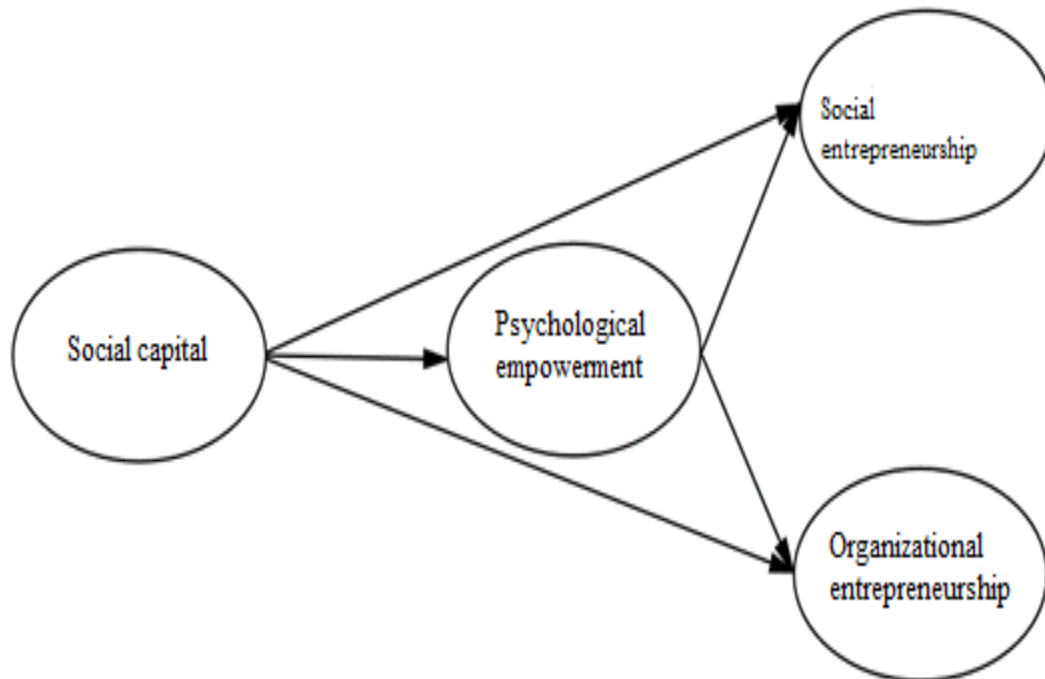 Social
entrepreneurship
Social capital
Psychological
empowerment
Organizational
entrepreneurship